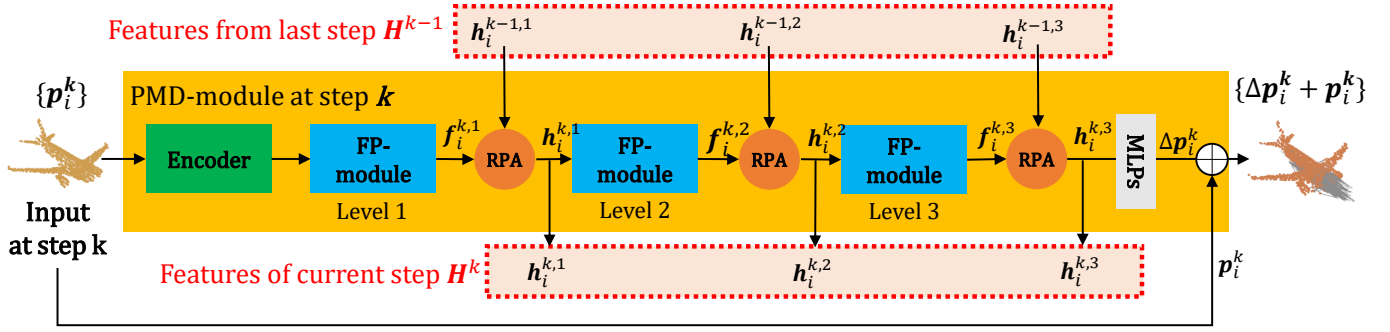 Features from last step H^{k−1}
h_i^{k−1,1}
h_i^{k−1,2}
h_i^{k−1,3}
{p_i^k}
PMD-module at step k
{Δp_i^k + p_i^k}
Encoder
FP-
module
Level 1
f_i^{k,1}
RPA
h_i^{k,1}
FP-
module
Level 2
f_i^{k,2}
RPA
h_i^{k,2}
FP-
module
Level 3
f_i^{k,3}
RPA
h_i^{k,3}
MLPs
Δp_i^k
Input
at step k
Features of current step H^k
h_i^{k,1}
h_i^{k,2}
h_i^{k,3}
p_i^k